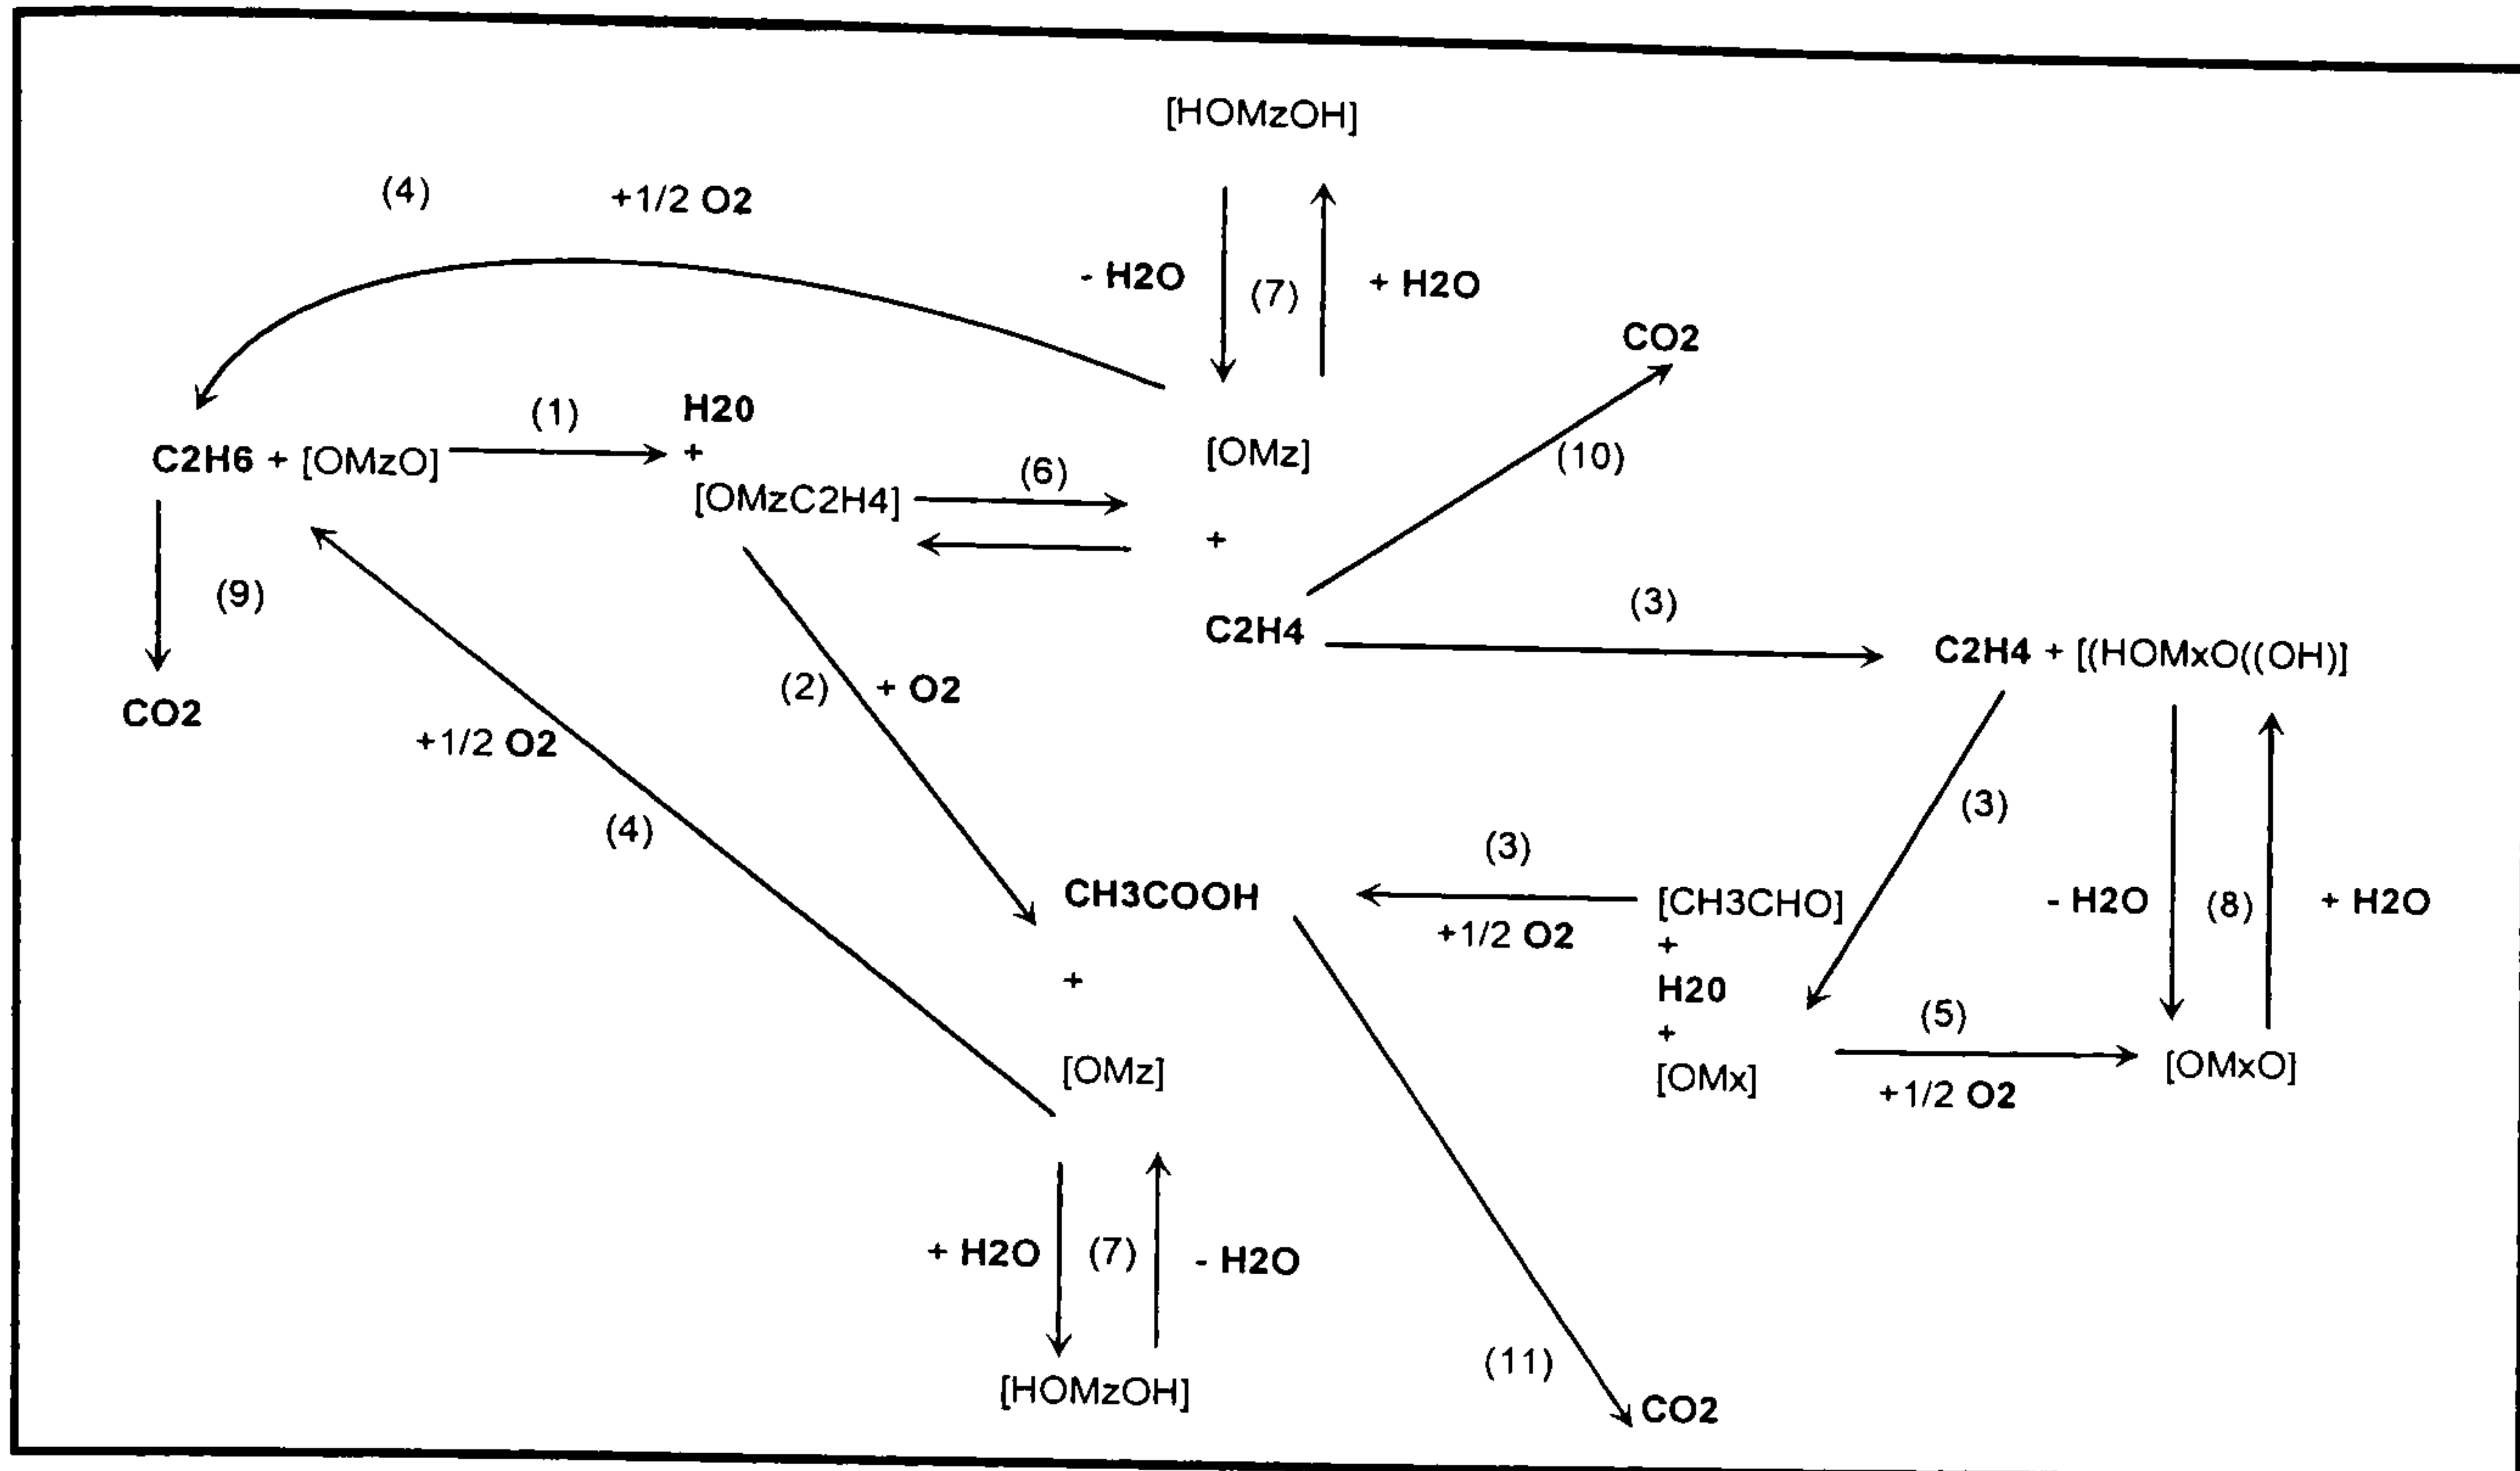 [HOMzOH]
(4) +1/2 O2
- H2O (7) + H2O
CO2
(1) H20
C2H6 + [OMzO] + [OMz] (10)
(6)
[OMzC2H4]
+
(9) (3)
C2H4 C2H4 + [(HOMxO((OH)]
(2) + O2
CO2
+1/2 O2
(3)
(4) (3)
CH3COOH [CH3CHO] - H2O (8) + H2O
+1/2 O2 +
+ H20
(5) +
[OMz] [OMx] [OMxO]
+1/2 O2
+ H2O (7) - H2O
(11)
[HOMzOH] CO2